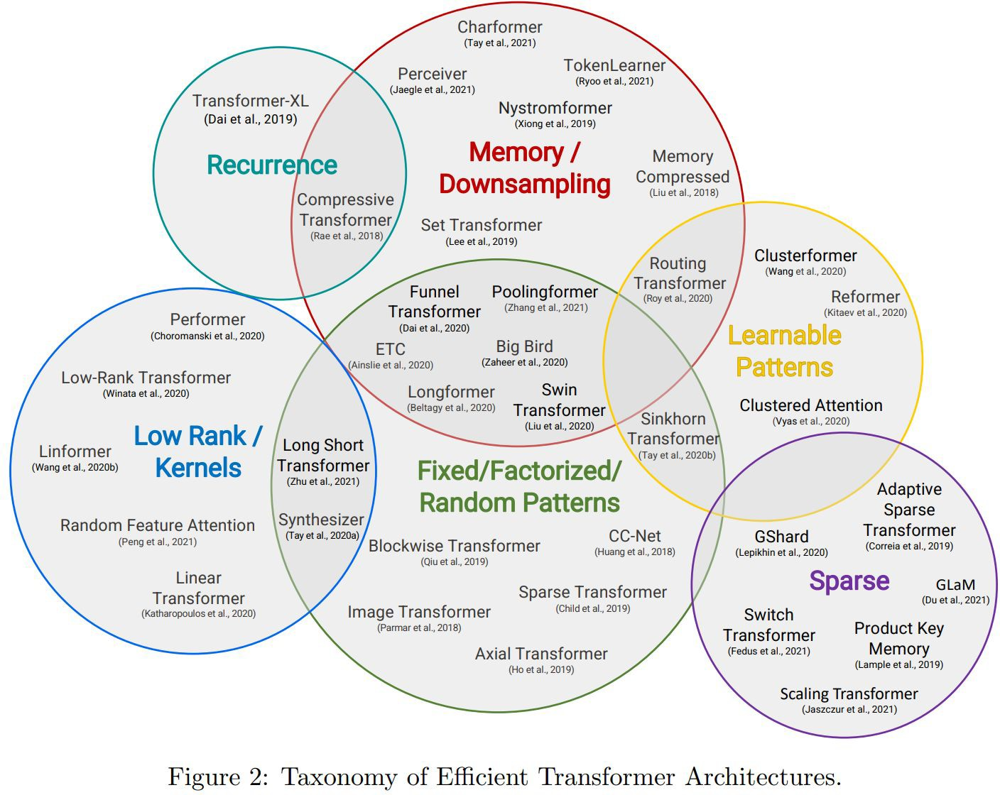 Charformer
(Tay et al., 2021)
TokenLearner
(Ryoo et al., 2021)
Perceiver
(Jaegle et al., 2021)
Transformer-XL
(Dai et al., 2019)
Nystromformer
(Xiong et al., 2019)
Recurrence
Memory /
Downsampling
Memory
Compressed
(Liu et al., 2018)
Compressive
Transformer
(Rae et al., 2018)
Set Transformer
(Lee et al., 2019)
Routing
Transformer
(Roy et al., 2020)
Clusterformer
(Wang et al., 2020)
Reformer
(Kitaev et al., 2020)
Funnel
Transformer
(Dai et al., 2020)
Poolingformer
(Zhang et al., 2021)
ETC
(Ainslie et al., 2020)
Big Bird
(Zaheer et al., 2020)
Longformer
(Beltagy et al., 2020)
Swin
Transformer
(Liu et al., 2020)
Learnable
Patterns
Clustered Attention
(Vyas et al., 2020)
Sinkhorn
Transformer
(Tay et al., 2020b)
Performer
(Choromanski et al., 2020)
Low-Rank Transformer
(Winata et al., 2020)
Low Rank /
Kernels
Linformer
(Wang et al., 2020b)
Long Short
Transformer
(Zhu et al., 2021)
Synthesizer
(Tay et al., 2020a)
Random Feature Attention
(Peng et al., 2021)
Linear
Transformer
(Katharopoulos et al., 2020)
Fixed/Factorized/
Random Patterns
Blockwise Transformer
(Qiu et al., 2019)
CC-Net
(Huang et al., 2018)
Sparse Transformer
(Child et al., 2019)
Image Transformer
(Parmar et al., 2018)
Axial Transformer
(Ho et al., 2019)
Adaptive
Sparse
Transformer
(Correia et al., 2019)
GShard
(Lepikhin et al., 2020)
Sparse
GLaM
(Du et al., 2021)
Switch
Transformer
(Fedus et al., 2021)
Product Key
Memory
(Lample et al., 2019)
Scaling Transformer
(Jaszczur et al., 2021)
Figure 2: Taxonomy of Efficient Transformer Architectures.